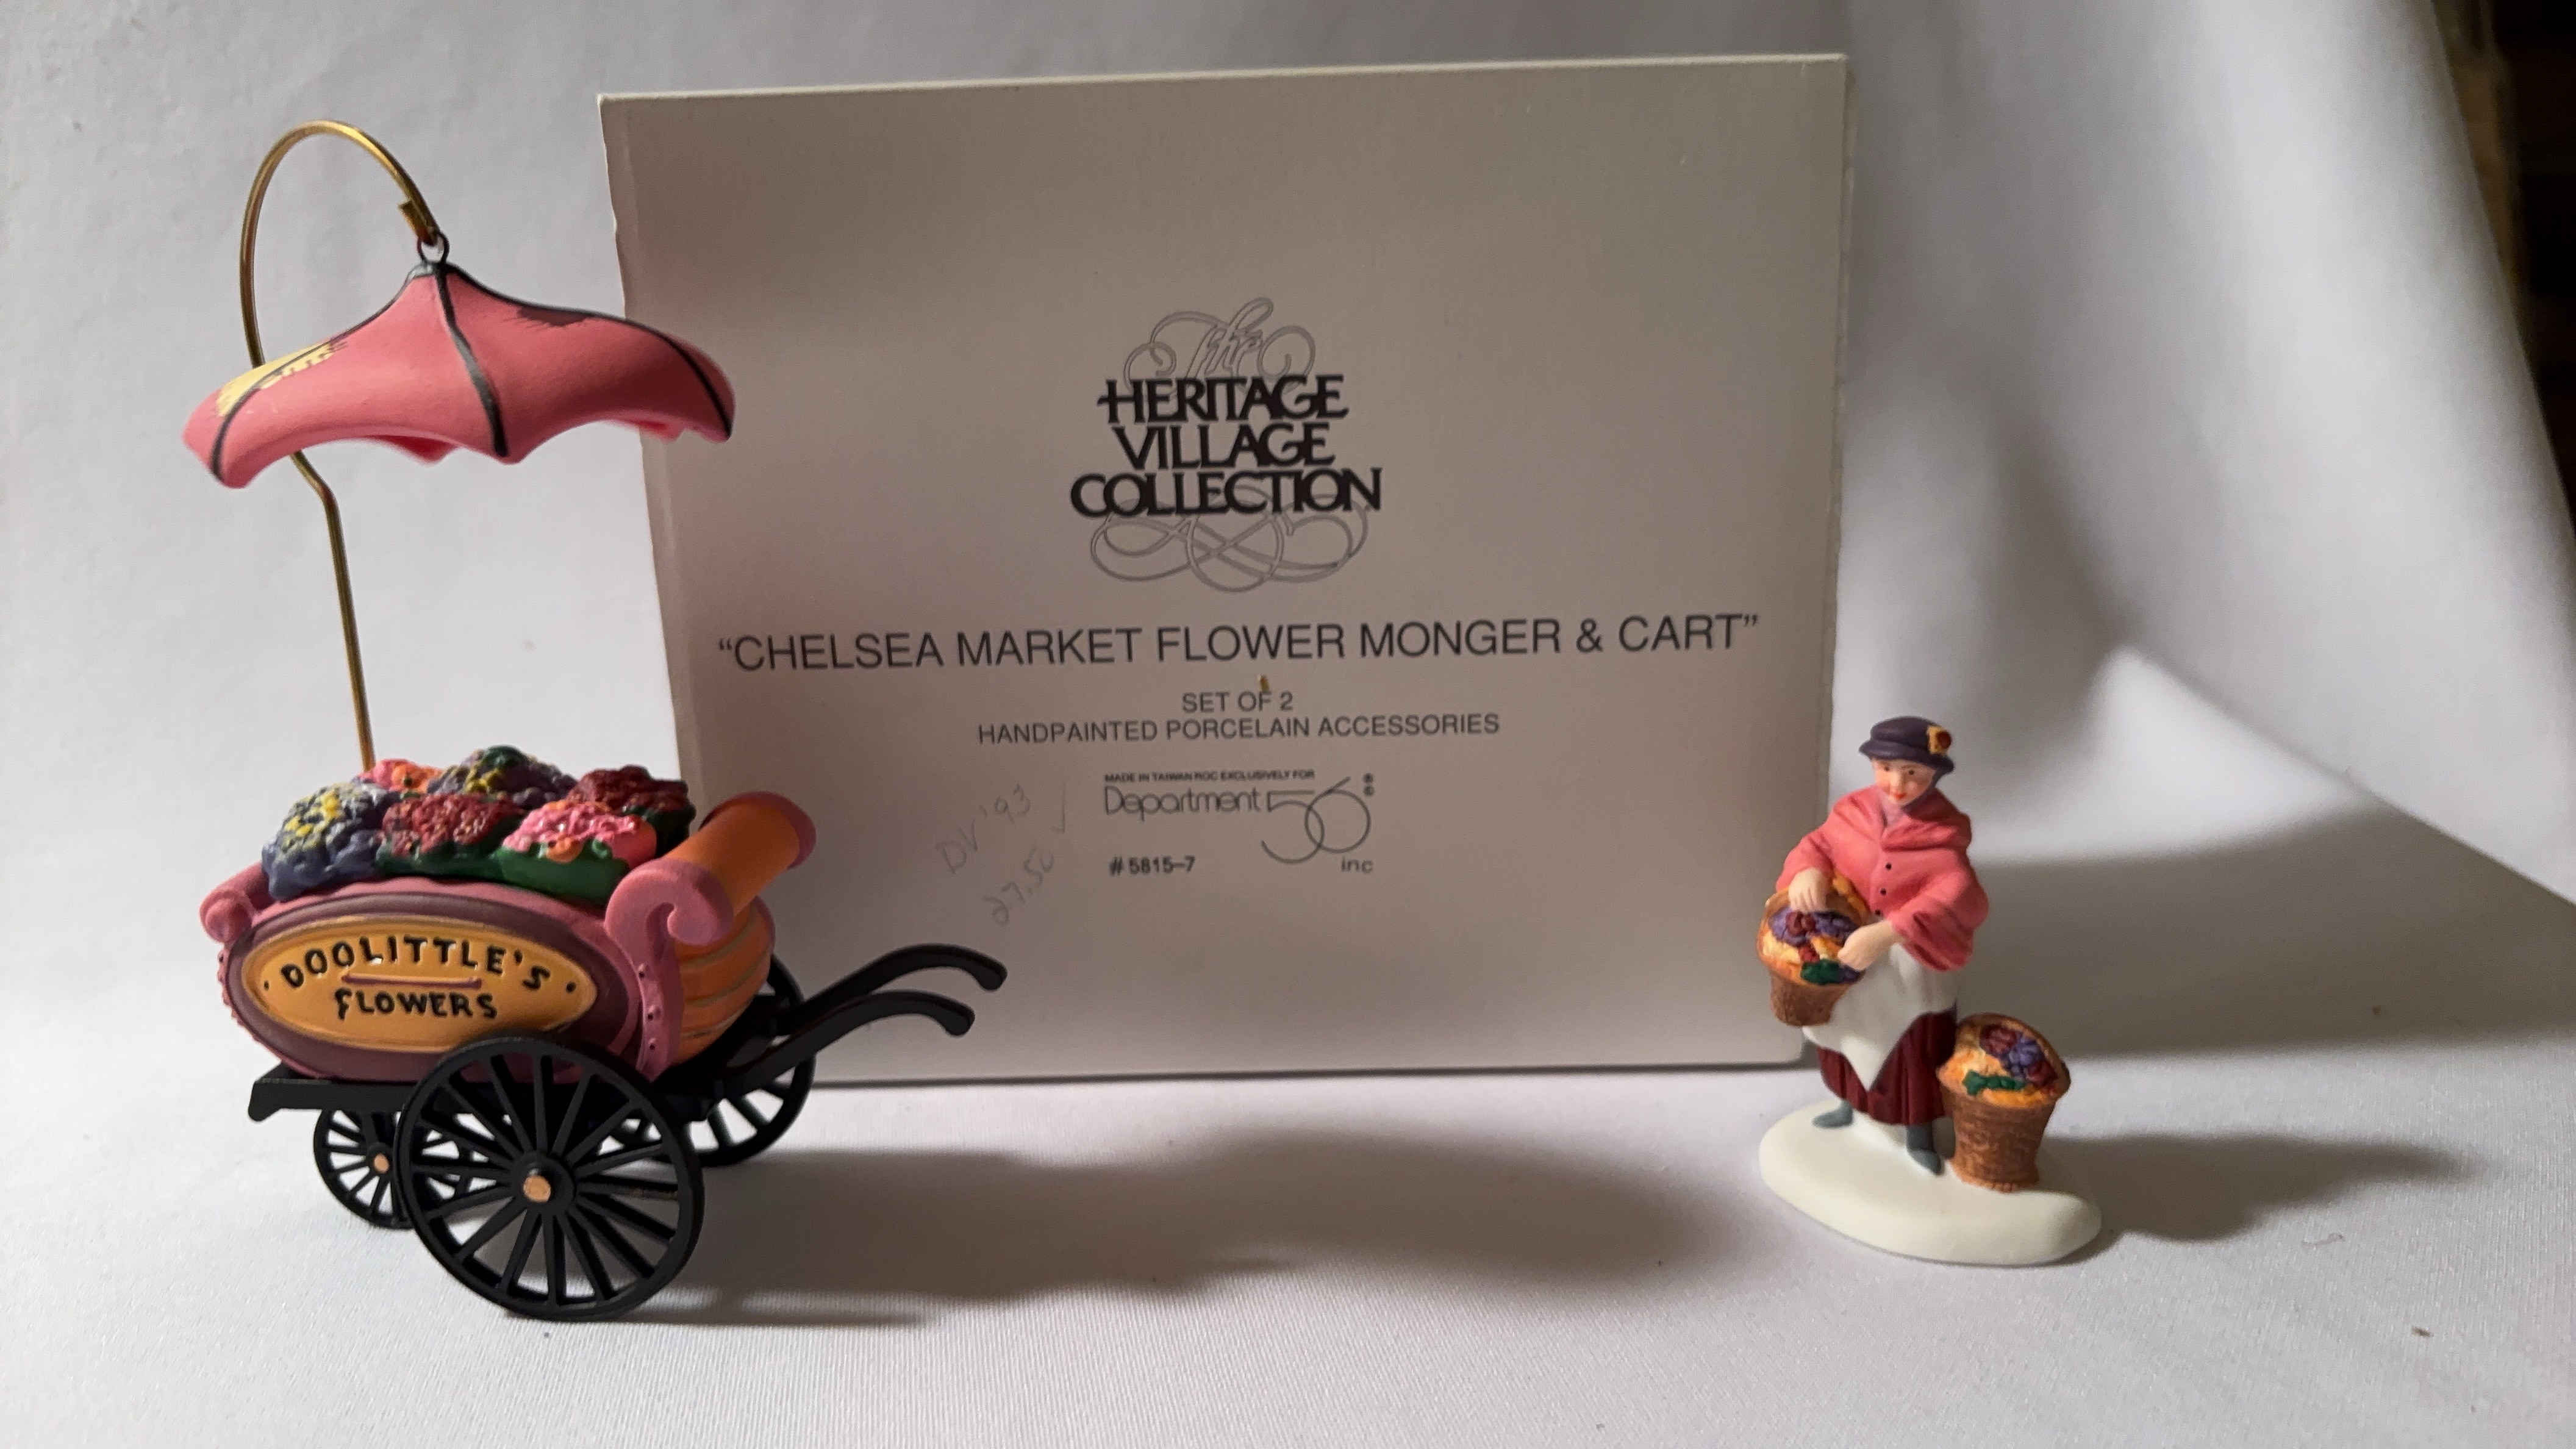 The
HERITAGE
VILLAGE
COLLECTION
“CHELSEA MARKET FLOWER MONGER & CART”
SET OF 2
HANDPAINTED PORCELAIN ACCESSORIES
MADE IN TAIWAN ROC EXCLUSIVELY FOR
Department 56 ® ©
inc
# 5815–7
DV '93
27.50 ✓
DOOLITTLE'S
FLOWERS